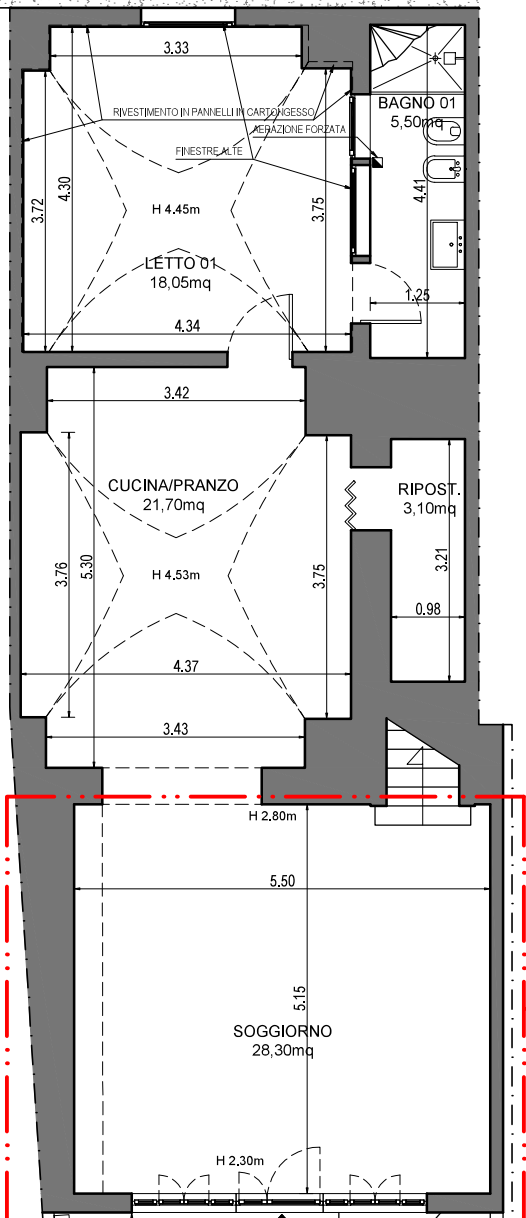 3.33
RIVESTIMENTO IN PANNELLI IN CARTONGESSO
BAGNO 01
5,50mq
AERAZIONE FORZATA
FINESTRE ALTE
3.72
4.30
3.75
4.41
H 4.45m
LETTO 01
18,05mq
1.25
4.34
3.42
CUCINA/PRANZO
21,70mq
RIPOST.
3,10mq
3.76
5.30
H 4.53m
3.75
3.21
0.98
4.37
3.43
H 2.80m
5.50
5.15
SOGGIORNO
28,30mq
H 2.30m